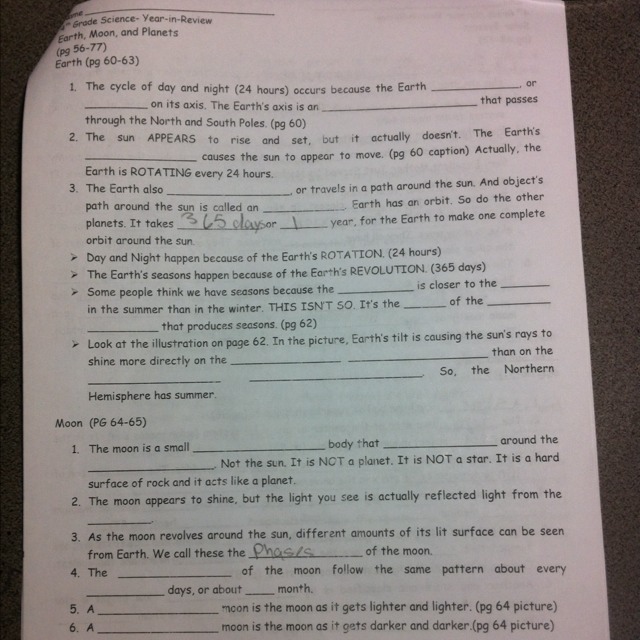 Grade Science- Year-in-Review
Earth, Moon, and Planets
(pg 56-77)
Earth (pg 60-63)
1. The cycle of day and night (24 hours) occurs because the Earth ____________, or
__________ on its axis. The Earth's axis is an ____________________ that passes
through the North and South Poles. (pg 60)
2. The sun APPEARS to rise and set, but it actually doesn't. The Earth's
______________ causes the sun to appear to move. (pg 60 caption) Actually, the
Earth is ROTATING every 24 hours.
3. The Earth also ________________, or travels in a path around the sun. And object's
path around the sun is called an __________. Earth has an orbit. So do the other
planets. It takes 365 days or 1 year, for the Earth to make one complete
orbit around the sun.
➢ Day and Night happen because of the Earth's ROTATION. (24 hours)
➢ The Earth's seasons happen because of the Earth's REVOLUTION. (365 days)
➢ Some people think we have seasons because the __________ is closer to the _______
in the summer than in the winter. THIS ISN'T SO. It's the ______ of the _________
__________ that produces seasons. (pg 62)
➢ Look at the illustration on page 62. In the picture, Earth's tilt is causing the sun's rays to
shine more directly on the ______________ ________________ than on the
________________ ____________________. So, the Northern
Hemisphere has summer.
Moon (PG 64-65)
1. The moon is a small __________________ body that ______________ around the
________________. Not the sun. It is NOT a planet. It is NOT a star. It is a hard
surface of rock and it acts like a planet.
2. The moon appears to shine, but the light you see is actually reflected light from the
________.
3. As the moon revolves around the sun, different amounts of its lit surface can be seen
from Earth. We call these the phases of the moon.
4. The ______________ of the moon follow the same pattern about every
__________ days, or about ____ month.
5. A ______________ moon is the moon as it gets lighter and lighter. (pg 64 picture)
6. A ______________ moon is the moon as it gets darker and darker.(pg 64 picture)